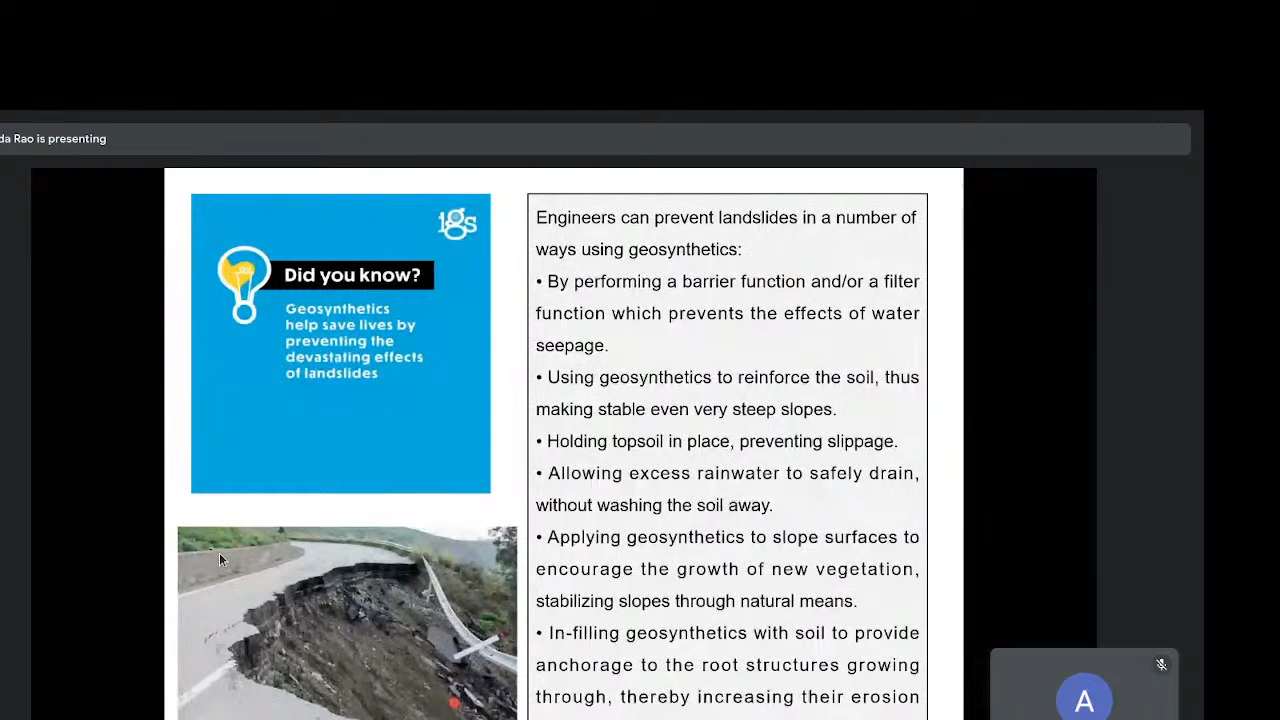 da Rao is presenting
igs
Did you know?
Geosynthetics
help save lives by
preventing the
devastating effects
of landslides
Engineers can prevent landslides in a number of
ways using geosynthetics:
• By performing a barrier function and/or a filter
function which prevents the effects of water
seepage.
• Using geosynthetics to reinforce the soil, thus
making stable even very steep slopes.
• Holding topsoil in place, preventing slippage.
• Allowing excess rainwater to safely drain,
without washing the soil away.
• Applying geosynthetics to slope surfaces to
encourage the growth of new vegetation,
stabilizing slopes through natural means.
• In-filling geosynthetics with soil to provide
anchorage to the root structures growing
through, thereby increasing their erosion
A